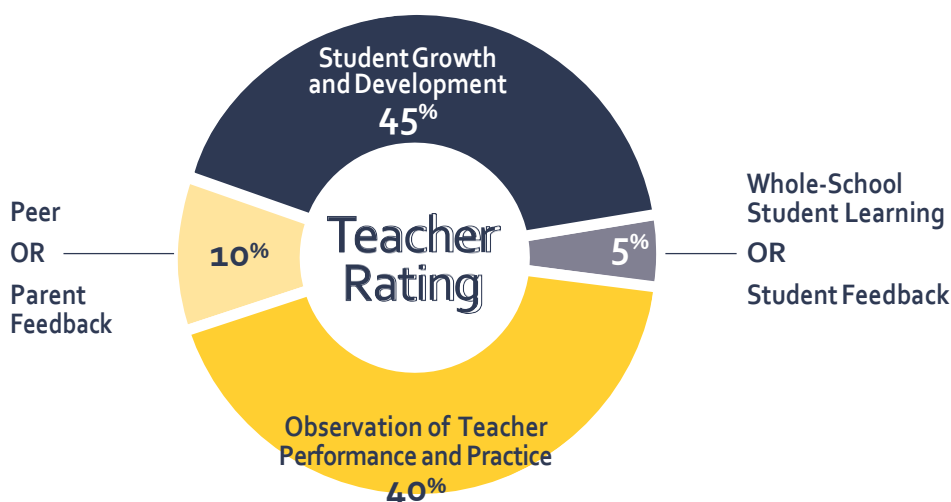 Student Growth
and Development
45%
Peer
OR
Parent
Feedback
10%
Teacher
Rating
5%
Whole-School
Student Learning
OR
Student Feedback
Observation of Teacher
Performance and Practice
40%